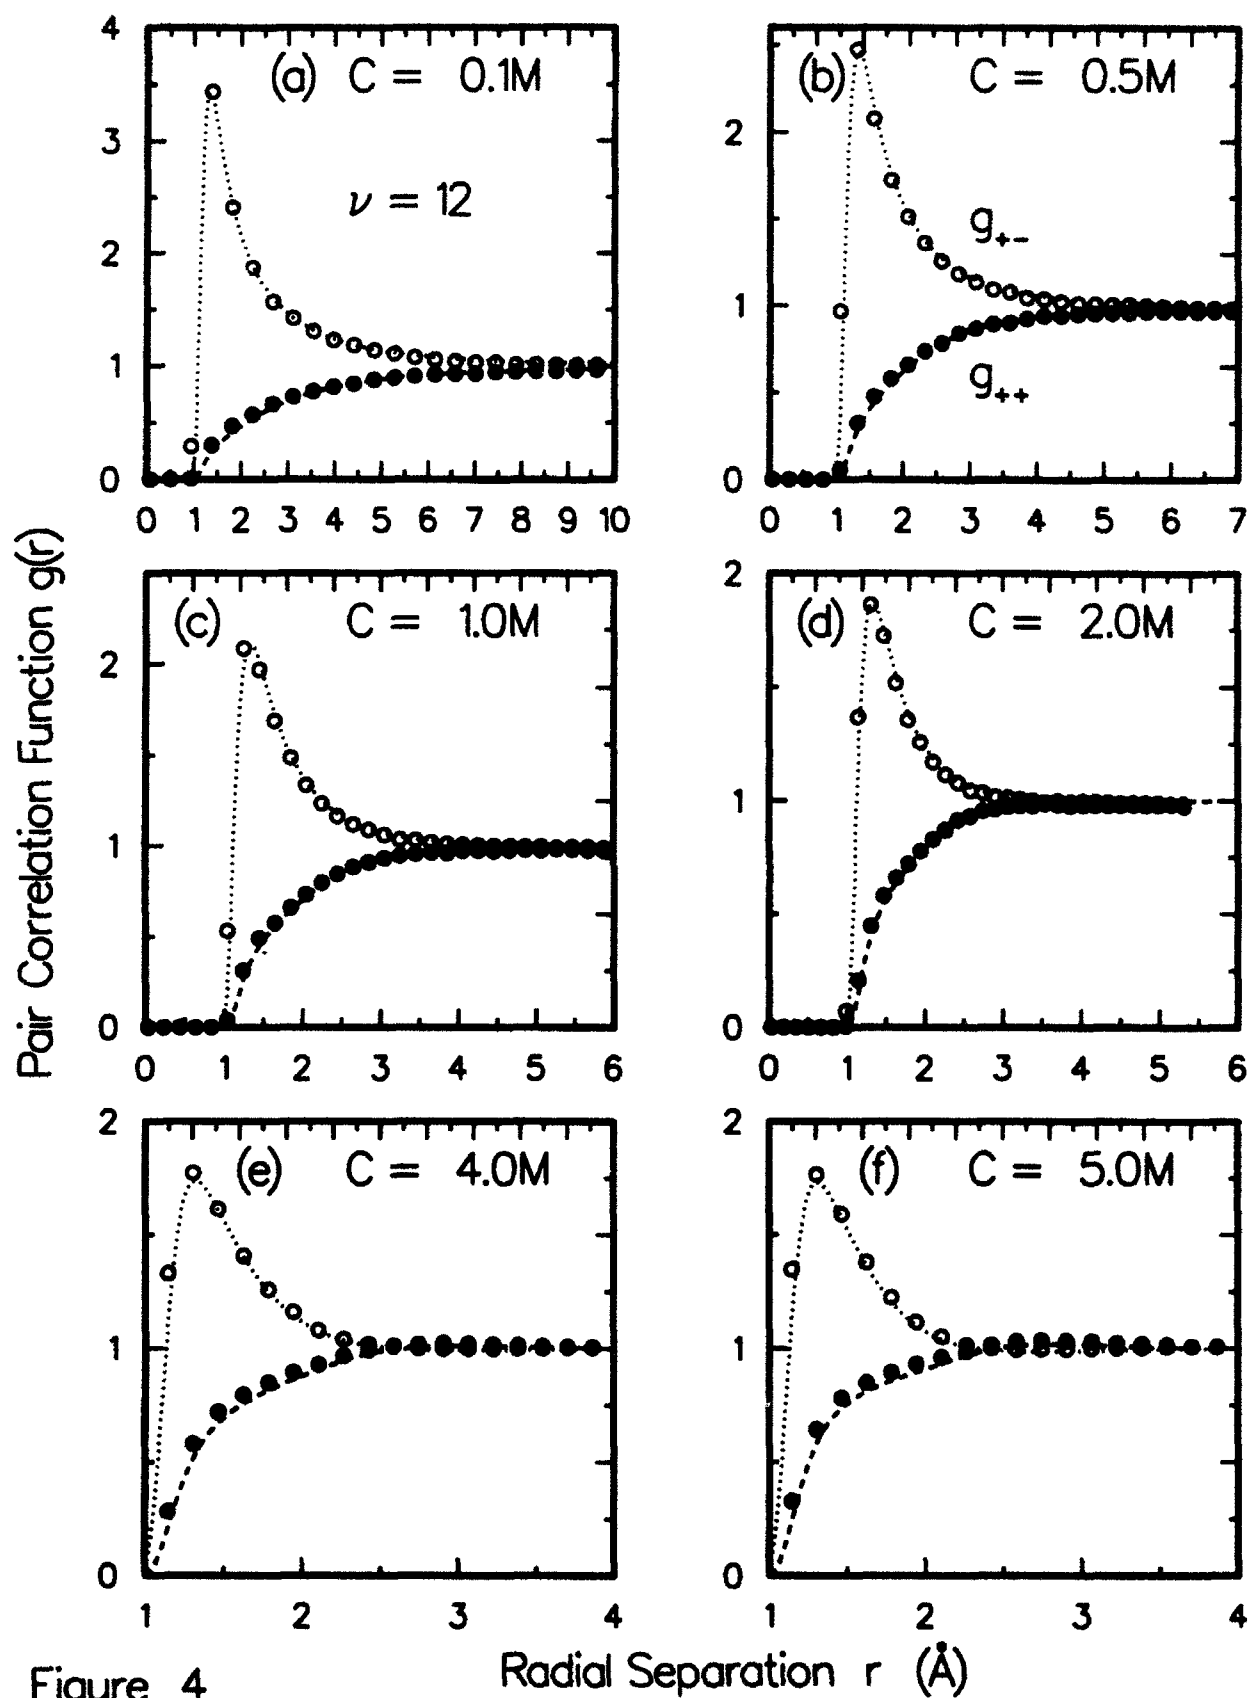 4
3
2
1
0
(a) C = 0.1M
ν = 12
0 1 2 3 4 5 6 7 8 9 10
2
1
0
(b) C = 0.5M
g+-
g++
0 1 2 3 4 5 6 7
Pair Correlation Function g(r)
2
1
0
(c) C = 1.0M
0 1 2 3 4 5 6
2
1
0
(d) C = 2.0M
0 1 2 3 4 5 6
2
1
0
(e) C = 4.0M
1 2 3 4
2
1
0
(f) C = 5.0M
1 2 3 4
Radial Separation r (Å)
Figure 4